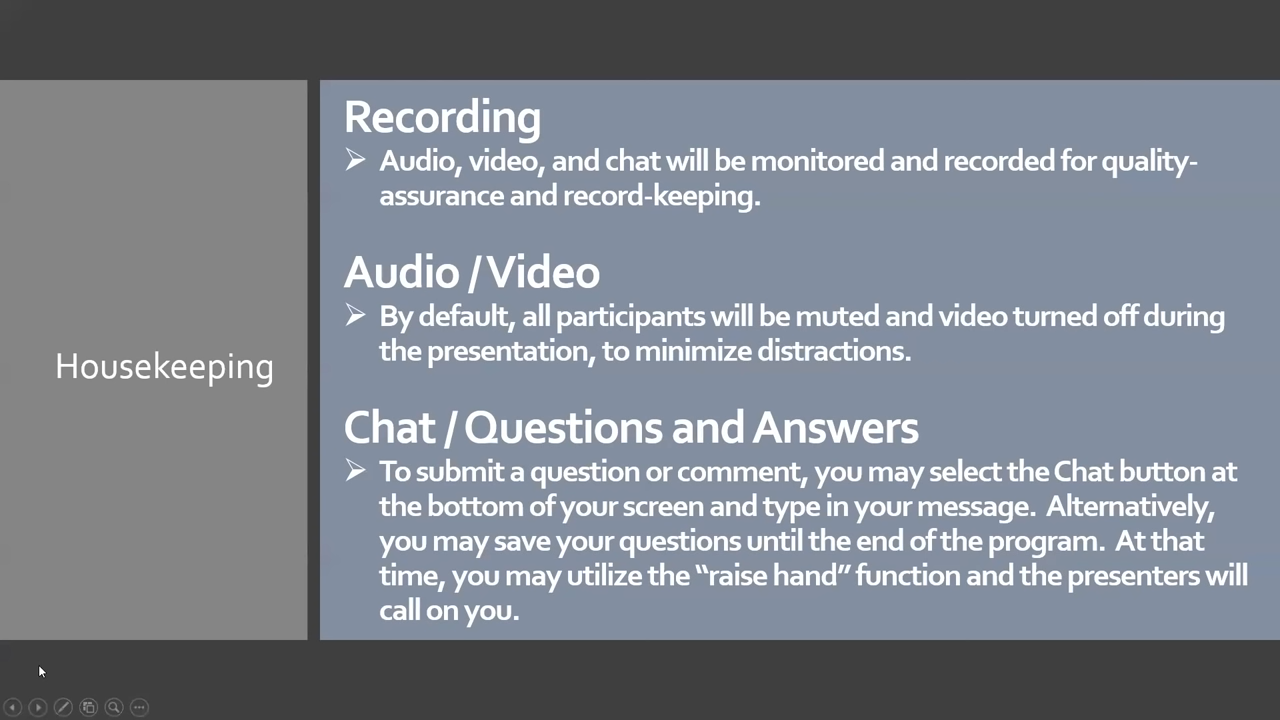 Housekeeping
Recording
Audio, video, and chat will be monitored and recorded for quality-
assurance and record-keeping.
Audio / Video
By default, all participants will be muted and video turned off during
the presentation, to minimize distractions.
Chat / Questions and Answers
To submit a question or comment, you may select the Chat button at
the bottom of your screen and type in your message.  Alternatively,
you may save your questions until the end of the program.  At that
time, you may utilize the “raise hand” function and the presenters will
call on you.